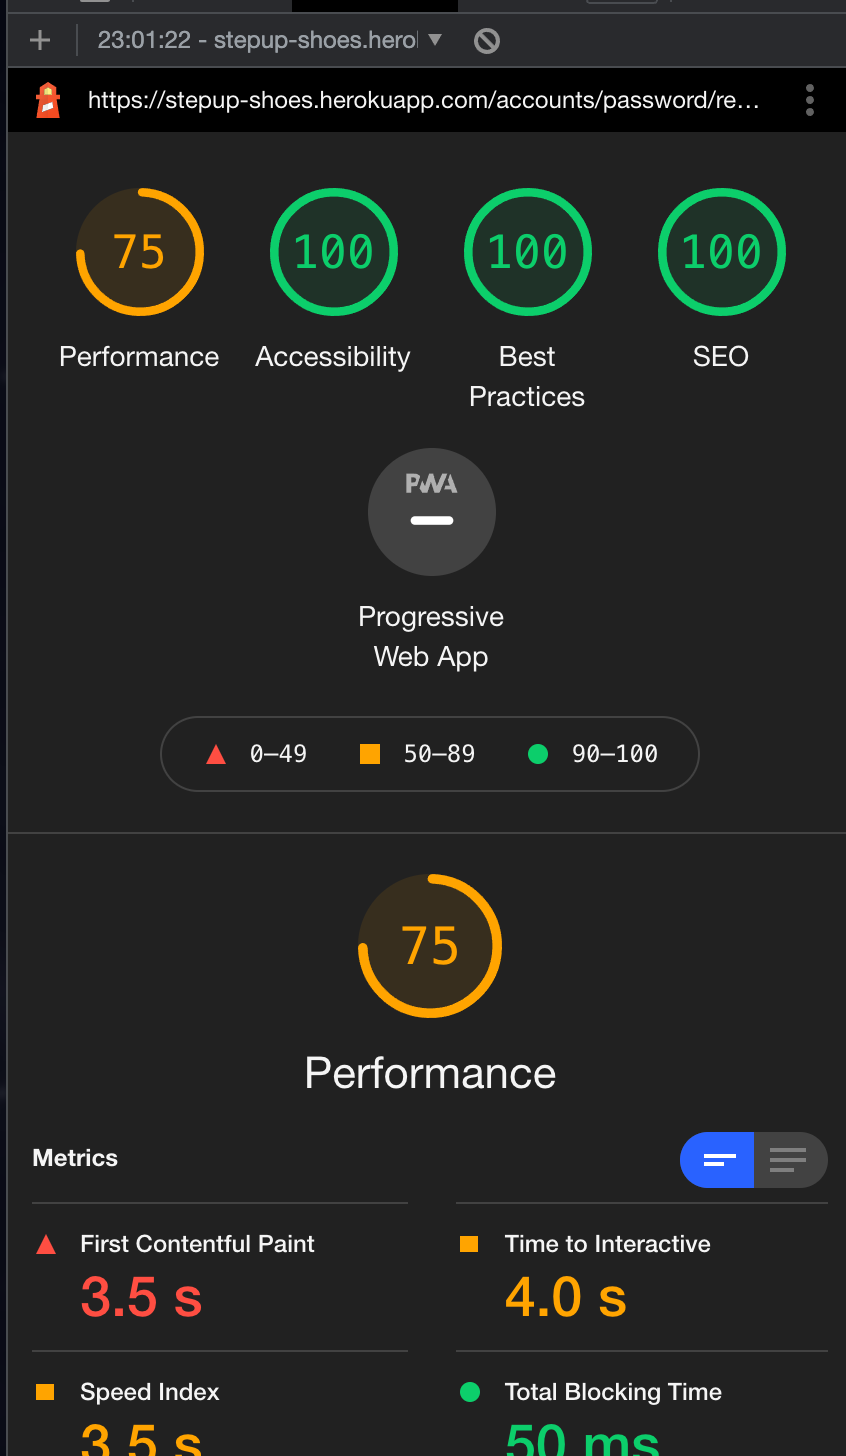 23:01:22 - stepup-shoes.hero
https://stepup-shoes.herokuapp.com/accounts/password/re…
75
100
100
100
Performance
Accessibility
Best
Practices
SEO
PWA
Progressive
Web App
0–49
50–89
90–100
75
Performance
Metrics
First Contentful Paint
Time to Interactive
3.5 s
4.0 s
Speed Index
Total Blocking Time
3.5 s
50 ms